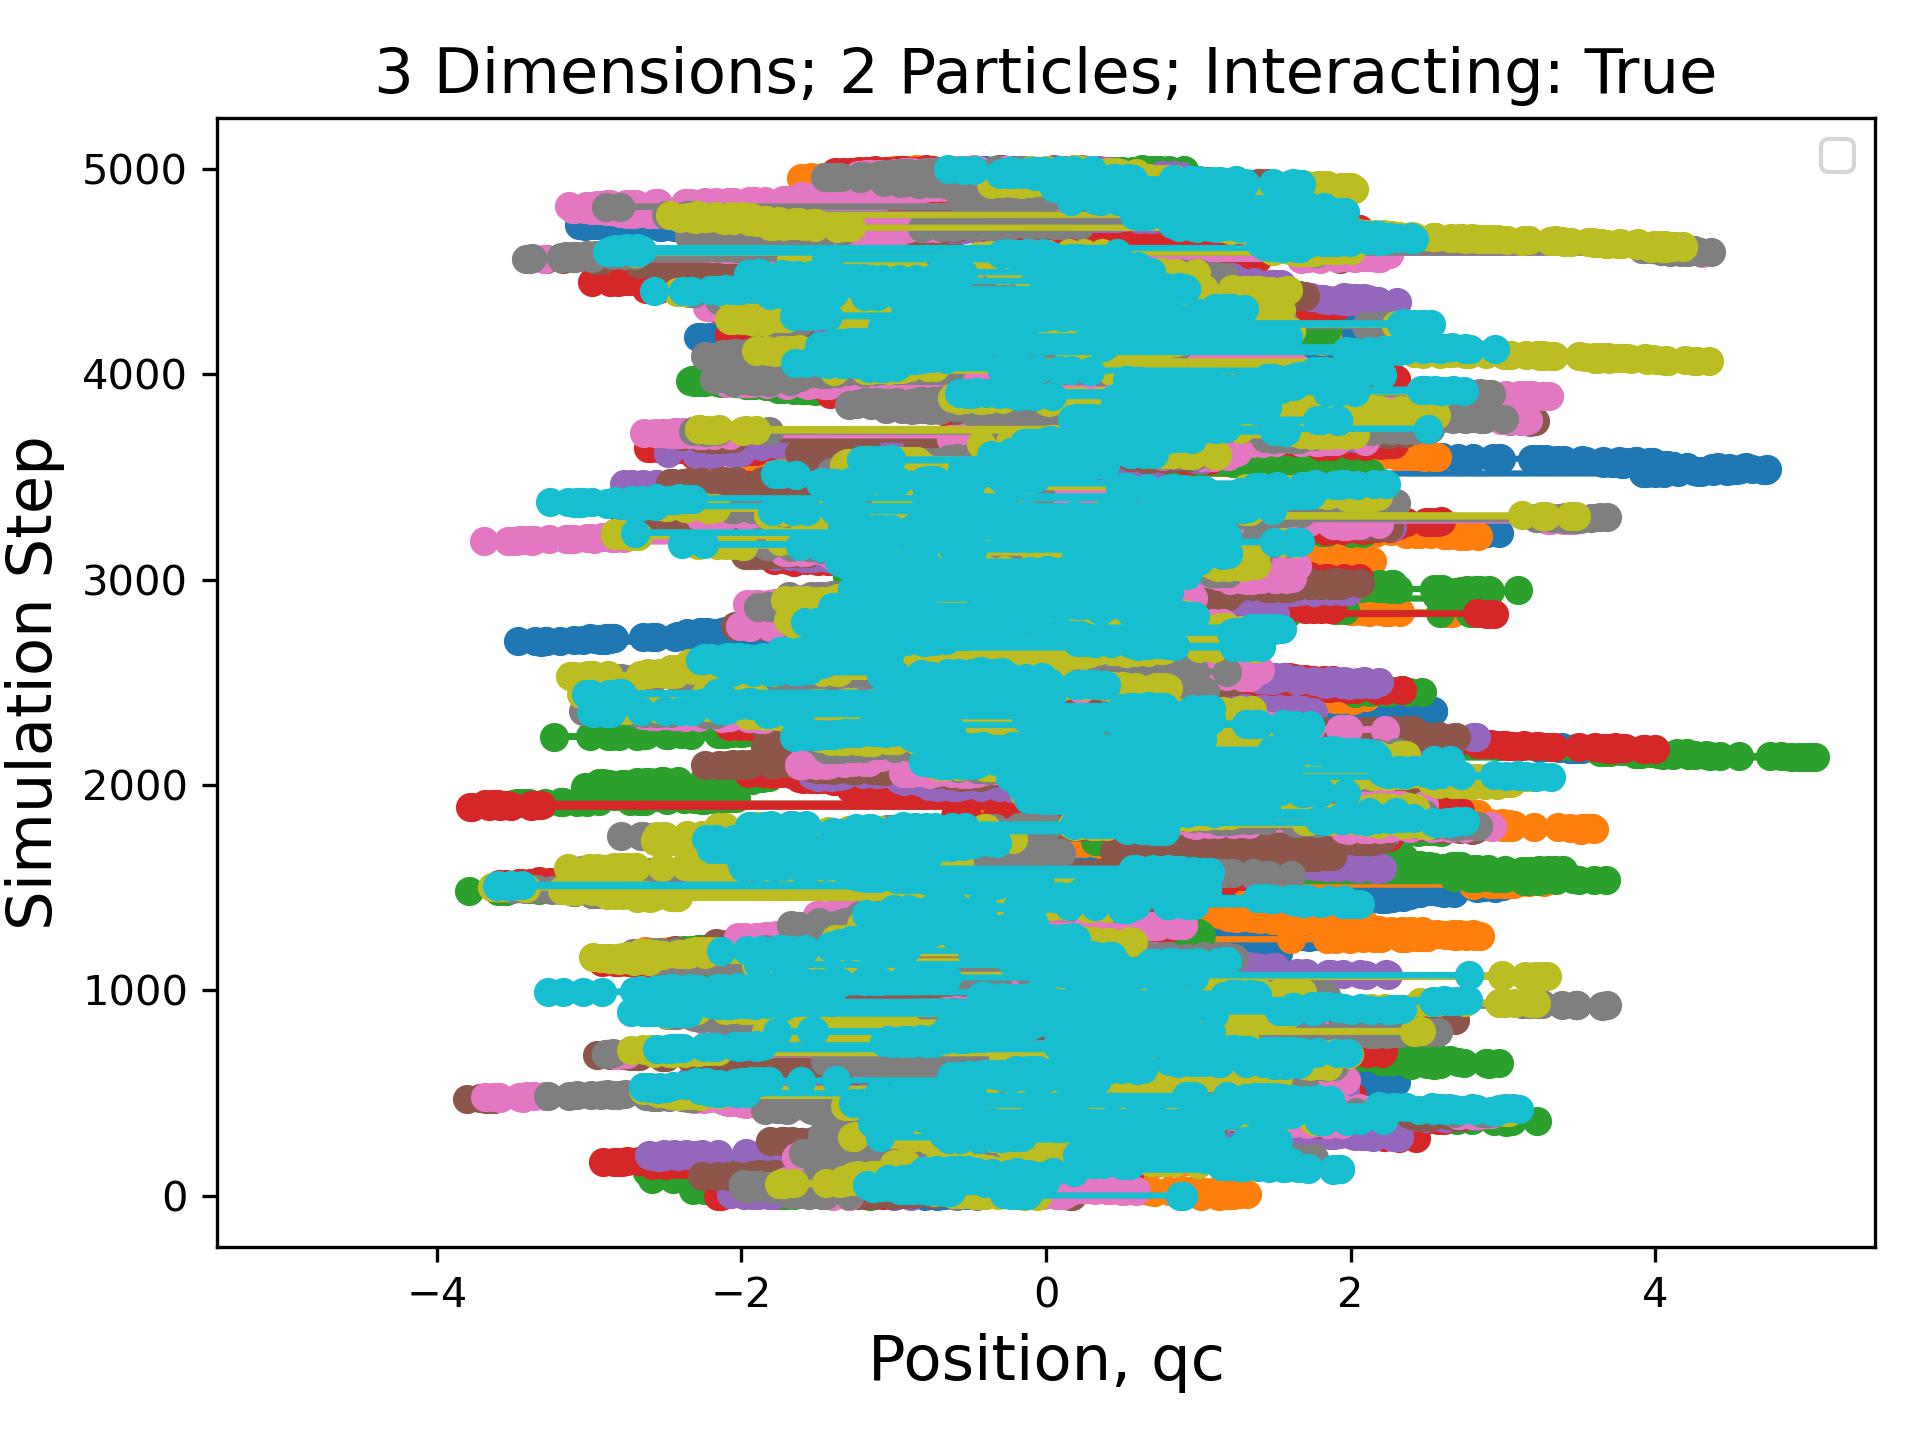 3 Dimensions; 2 Particles; Interacting: True
Simulation Step
5000
4000
3000
2000
1000
0
−4 −2 0 2 4
Position, qc